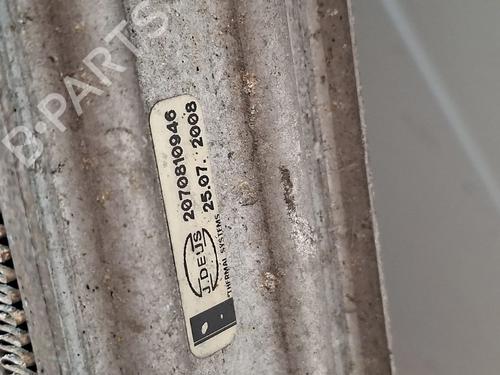 B-PARTS
J.DEUS
2070810946
25.07. 2008
THERMAL SYSTEMS